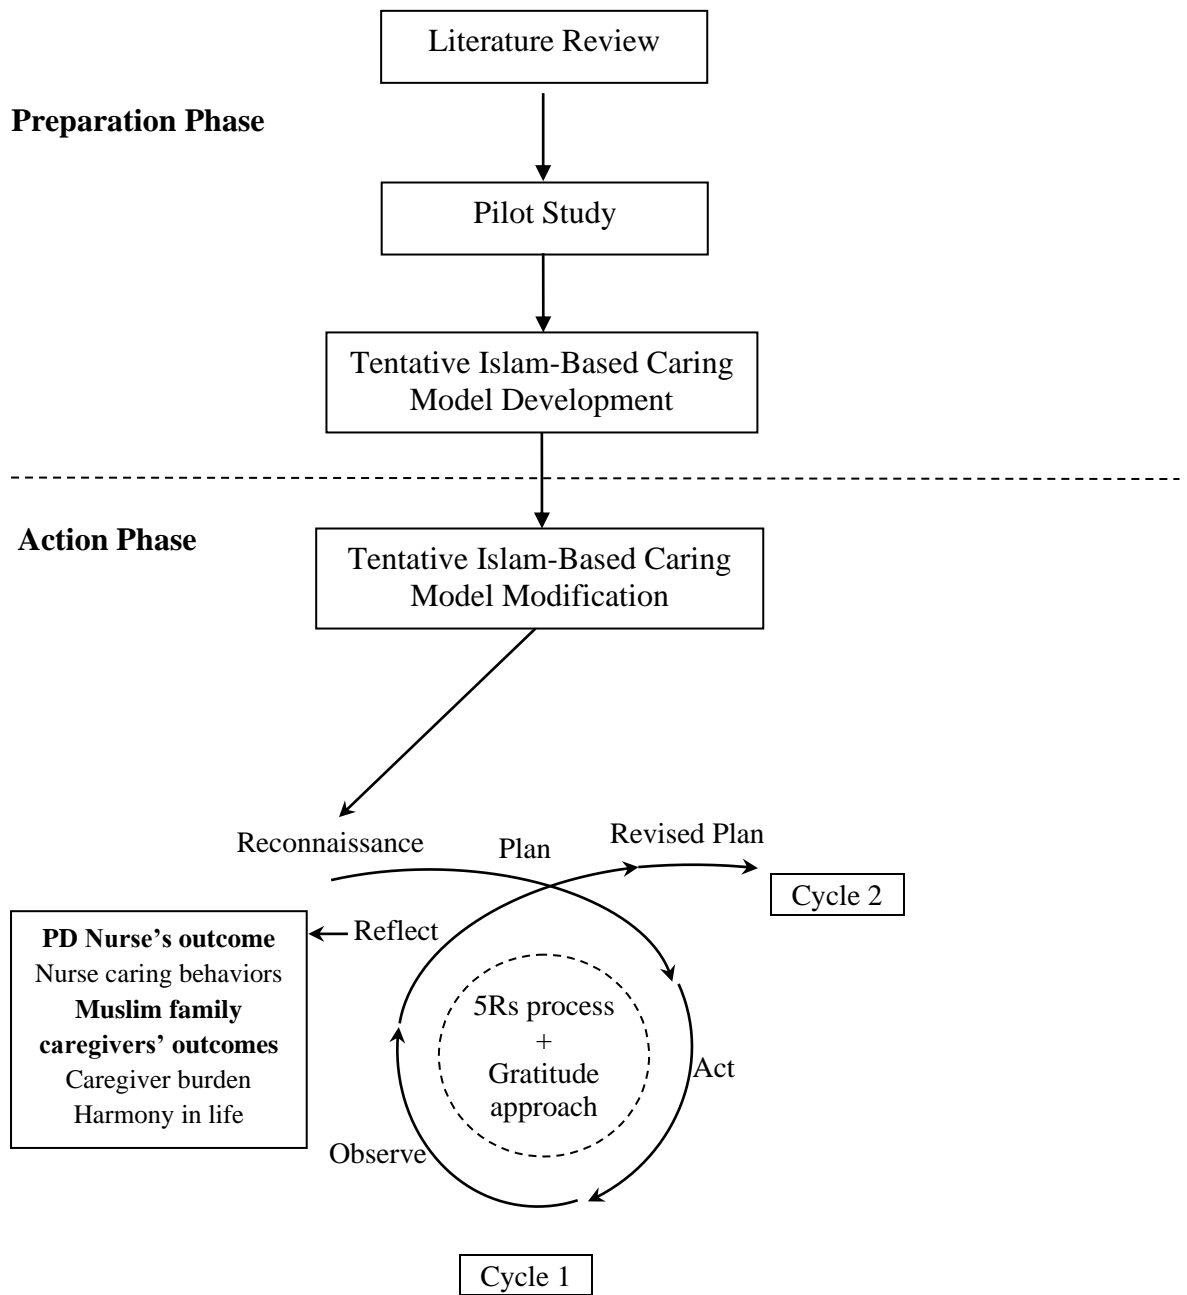 Literature Review
Preparation Phase
Pilot Study
Tentative Islam-Based Caring
Model Development
Action Phase
Tentative Islam-Based Caring
Model Modification
Reconnaissance
Plan
Revised Plan
Cycle 2
Reflect
PD Nurse’s outcome
Nurse caring behaviors
Muslim family
caregivers’ outcomes
Caregiver burden
Harmony in life
5Rs process
+
Gratitude
approach
Act
Observe
Cycle 1